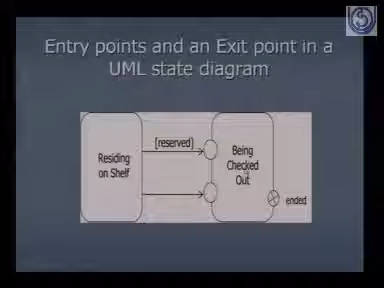 Entry points and an Exit point in a
UML state diagram
[reserved]
Residing
on Shelf
Being
Checked
Out
ended